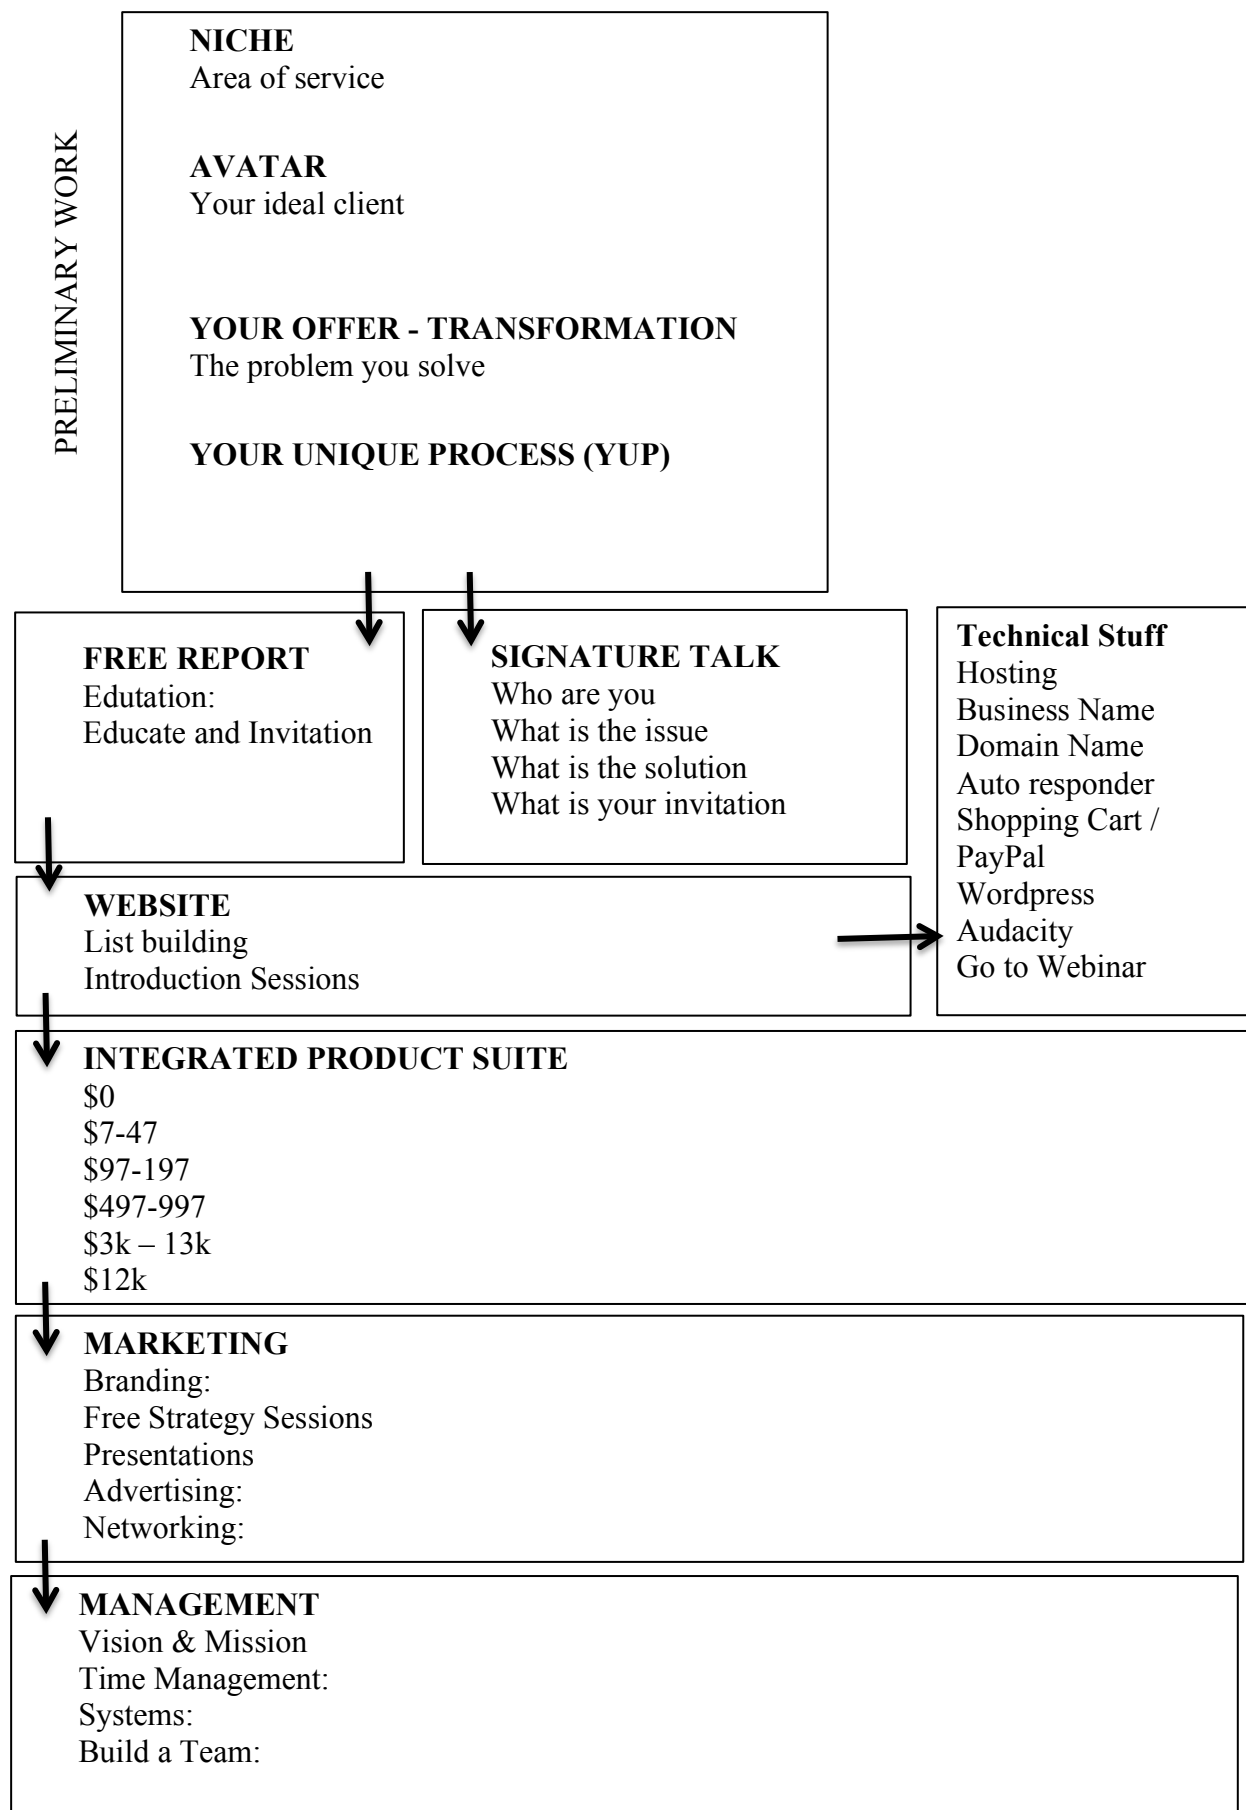 PRELIMINARY WORK
NICHE
Area of service
AVATAR
Your ideal client
YOUR OFFER - TRANSFORMATION
The problem you solve
YOUR UNIQUE PROCESS (YUP)
FREE REPORT
Edutation:
Educate and Invitation
SIGNATURE TALK
Who are you
What is the issue
What is the solution
What is your invitation
Technical Stuff
Hosting
Business Name
Domain Name
Auto responder
Shopping Cart /
PayPal
Wordpress
Audacity
Go to Webinar
WEBSITE
List building
Introduction Sessions
INTEGRATED PRODUCT SUITE
$0
$7-47
$97-197
$497-997
$3k – 13k
$12k
MARKETING
Branding:
Free Strategy Sessions
Presentations
Advertising:
Networking:
MANAGEMENT
Vision & Mission
Time Management:
Systems:
Build a Team: